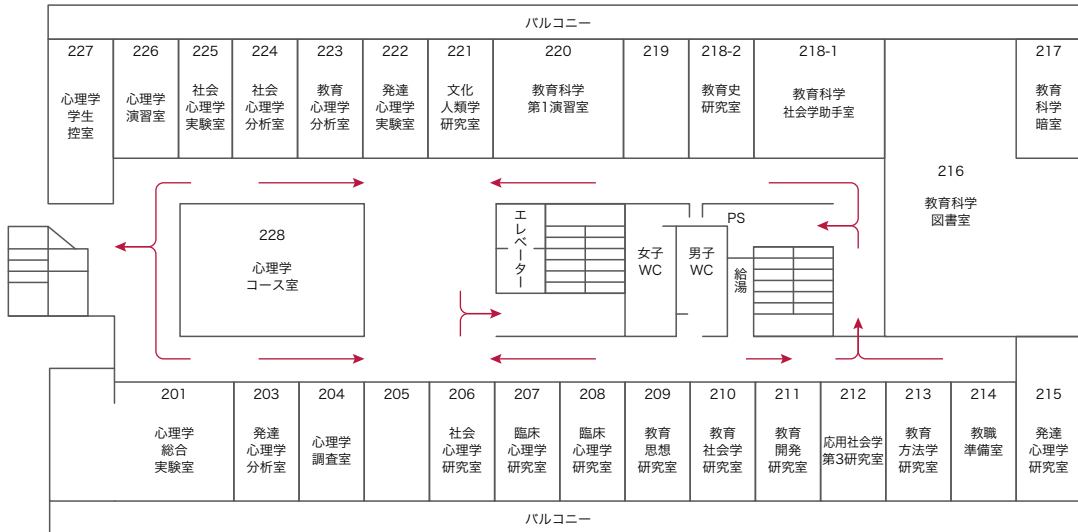 バルコニー
227
心理学
学生
控室
226
心理学
演習室
225
社会
心理学
実験室
224
社会
心理学
分析室
223
教育
心理学
分析室
222
発達
心理学
実験室
221
文化
人類学
研究室
220
教育科学
第1演習室
219
218-2
教育史
研究室
218-1
教育科学
社会学助手室
217
教育
科学
暗室
216
教育科学
図書室
228
心理学
コース室
エレベーター
女子
WC
男子
WC
PS
給湯
201
心理学
総合
実験室
203
発達
心理学
分析室
204
心理学
調査室
205
206
社会
心理学
研究室
207
臨床
心理学
研究室
208
臨床
心理学
研究室
209
教育
思想
研究室
210
教育
社会学
研究室
211
教育
開発
研究室
212
応用社会学
第3研究室
213
教育
方法学
研究室
214
教職
準備室
215
発達
心理学
研究室
バルコニー